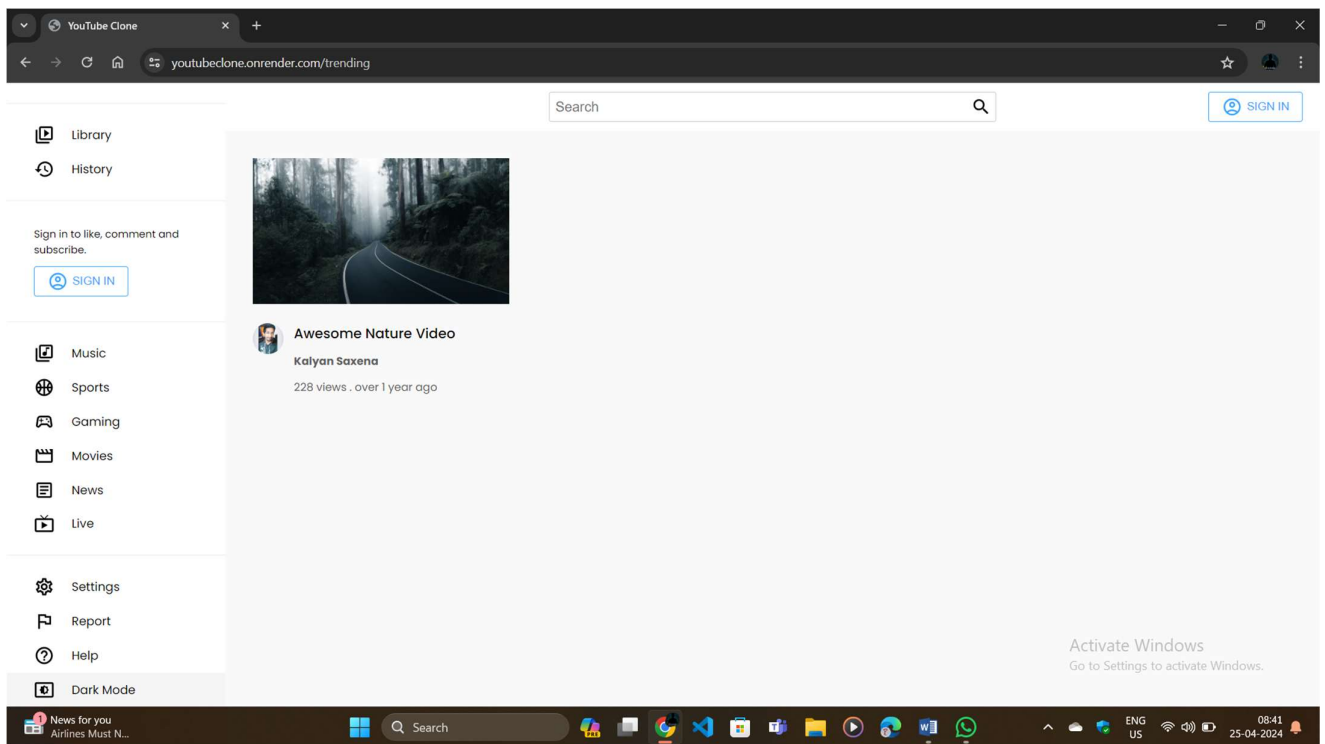 YouTube Clone
youtubeclone.onrender.com/trending
Search
SIGN IN
Library
History
Sign in to like, comment and
subscribe.
SIGN IN
Music
Sports
Gaming
Movies
News
Live
Settings
Report
Help
Dark Mode
Awesome Nature Video
Kalyan Saxena
228 views . over 1 year ago
Activate Windows
Go to Settings to activate Windows.
1
News for you
Airlines Must N...
Search
PRE
ENG
US
08:41
25-04-2024